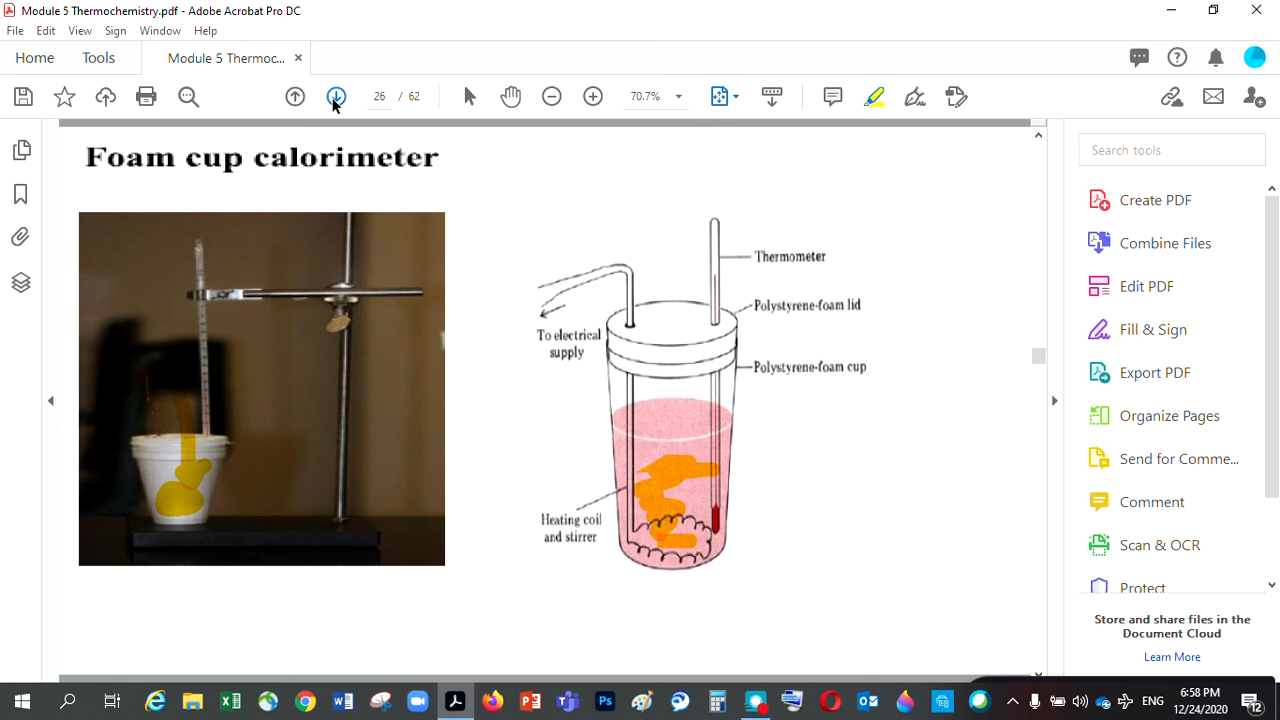 Module 5 Thermochemistry.pdf - Adobe Acrobat Pro DC
File Edit View Sign Window Help
Home Tools Module 5 Thermoc...
26 / 62 70.7%
Foam cup calorimeter
Thermometer
Polystyrene-foam lid
To electrical
supply
Polystyrene-foam cup
Heating coil
and stirrer
Search tools
Create PDF
Combine Files
Edit PDF
Fill & Sign
Export PDF
Organize Pages
Send for Comme...
Comment
Scan & OCR
Protect
Store and share files in the
Document Cloud
Learn More
ENG
6:58 PM
12/24/2020
12